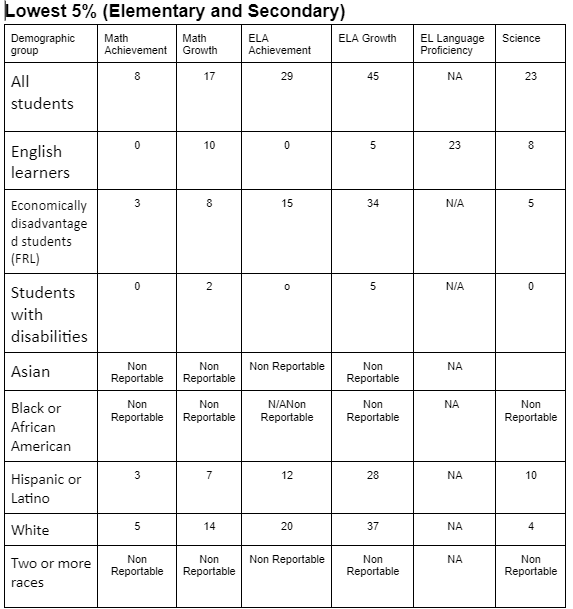 Lowest 5% (Elementary and Secondary)
Demographic group Math Achievement Math Growth ELA Achievement ELA Growth EL Language Proficiency Science
All students 8 17 29 45 NA 23
English learners 0 10 0 5 23 8
Economically disadvantage d students (FRL) 3 8 15 34 N/A 5
Students with disabilities 0 2 o 5 N/A 0
Asian Non Reportable Non Reportable Non Reportable Non Reportable NA
Black or African American Non Reportable Non Reportable N/ANon Reportable Non Reportable NA Non Reportable
Hispanic or Latino 3 7 12 28 NA 10
White 5 14 20 37 NA 4
Two or more races Non Reportable Non Reportable Non Reportable Non Reportable NA Non Reportable